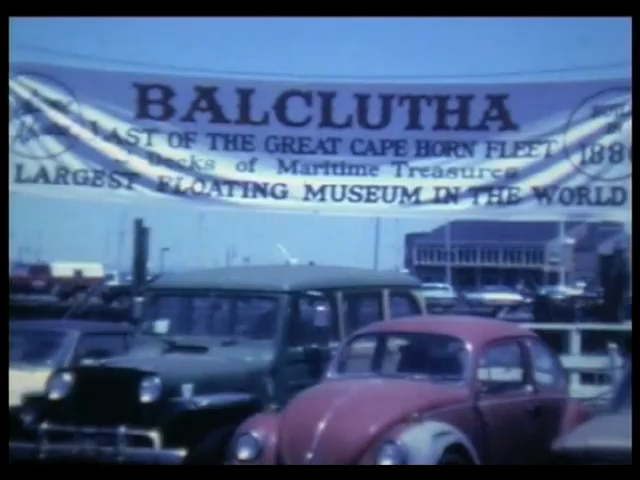 BALCLUTHA
LAST OF THE GREAT CAPE HORN FLEET
Decks of Maritime Treasures
LARGEST FLOATING MUSEUM IN THE WORLD